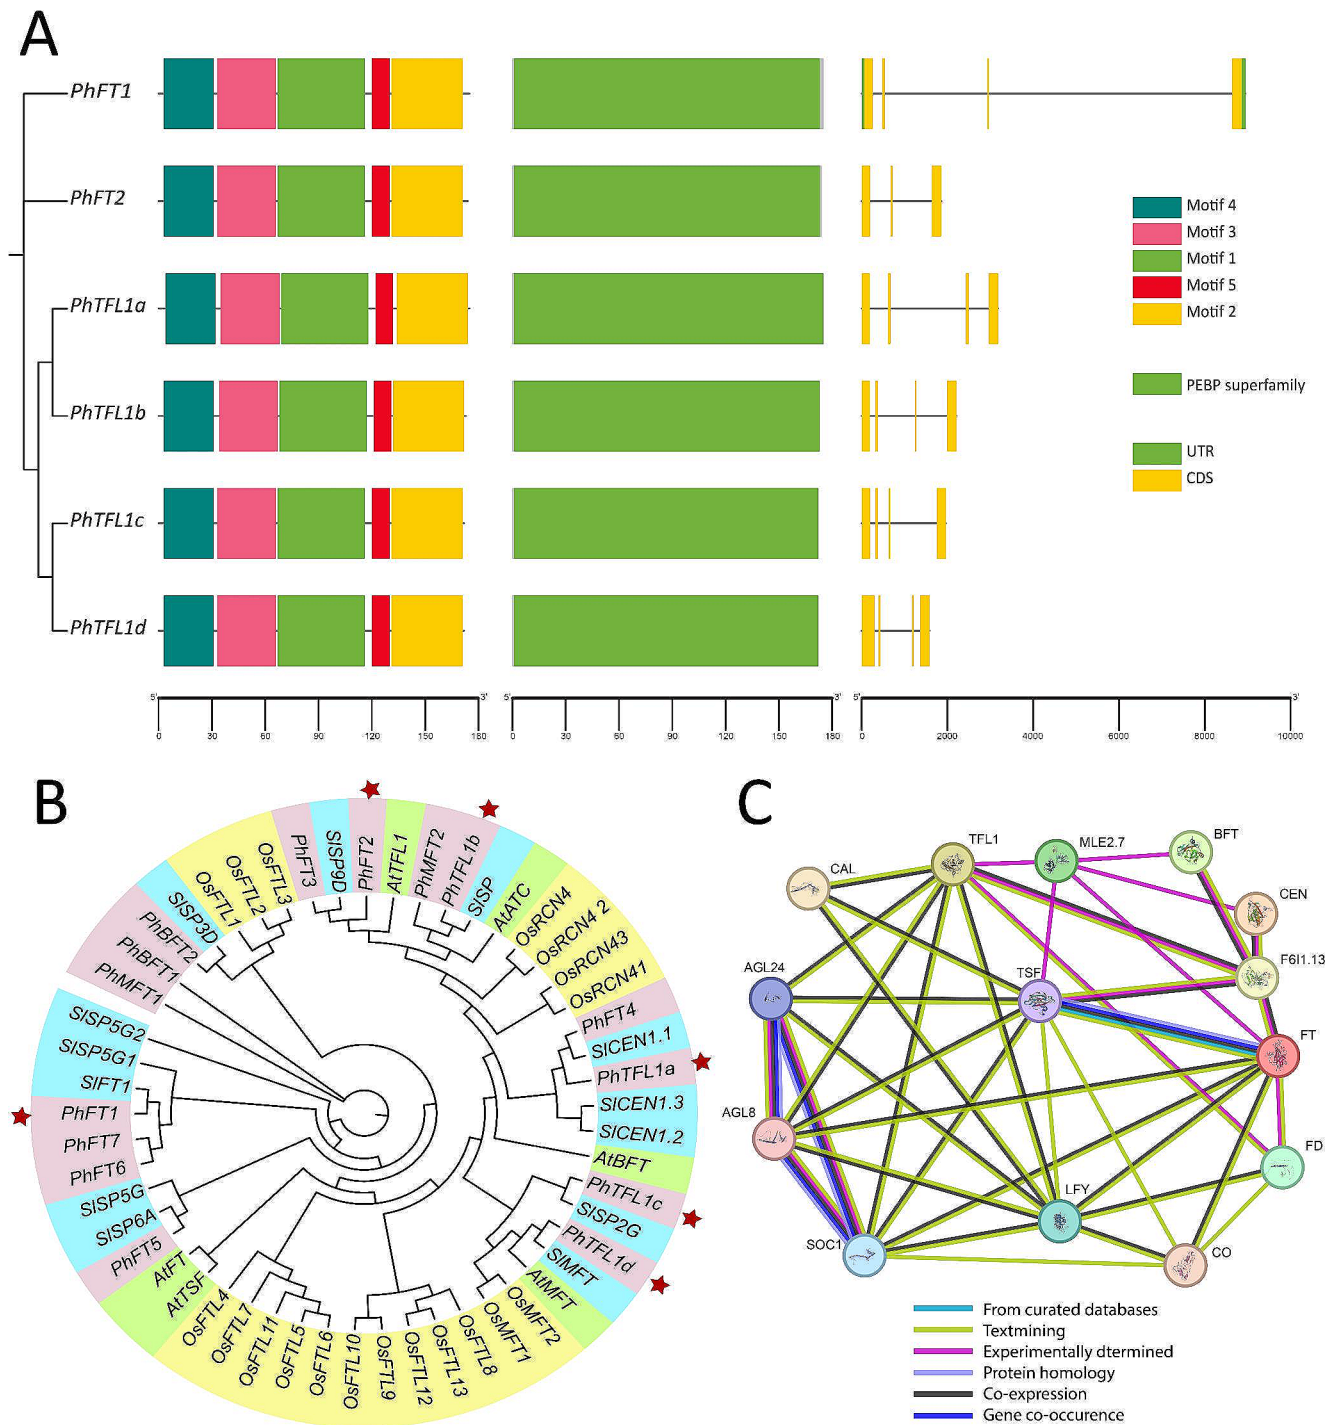 A
PhFT1
PhFT2
PhTFL1a
PhTFL1b
PhTFL1c
PhTFL1d
Motif 4
Motif 3
Motif 1
Motif 5
Motif 2
PEBP superfamily
UTR
CDS
5' 3'
0 30 60 90 120 150 180
5' 3'
0 30 60 90 120 150 180
5' 3'
0 2000 4000 6000 8000 10000
B
PhFT2
AtTFL1
PhMFT2
PhTFL1b
SlSP
AtATC
OsRCN4
OsRCN4 2
OsRCN43
OsRCN41
PhFT4
SlCEN1.1
PhTFL1a
SlCEN1.3
SlCEN1.2
AtBFT
PhTFL1c
SlSP2G
PhTFL1d
SlMFT
AtMFT
OsMFT2
OsMFT1
OsFTL8
OsFTL13
OsFTL12
OsFTL9
OsFTL10
OsFTL6
OsFTL5
OsFTL11
OsFTL7
OsFTL4
AtTSF
AtFT
PhFT5
SlSP6A
SlSP5G
PhFT6
PhFT7
PhFT1
SlFT1
SlSP5G1
SlSP5G2
PhMFT1
PhBFT1
PhBFT2
SlSP3D
OsFTL1
OsFTL2
OsFTL3
PhFT3
SlSP9D
C
TFL1
MLE2.7
BFT
CAL
CEN
F6I1.13
AGL24
TSF
FT
AGL8
FD
LFY
SOC1
CO
From curated databases
Textmining
Experimentally dtermined
Protein homology
Co-expression
Gene co-occurence